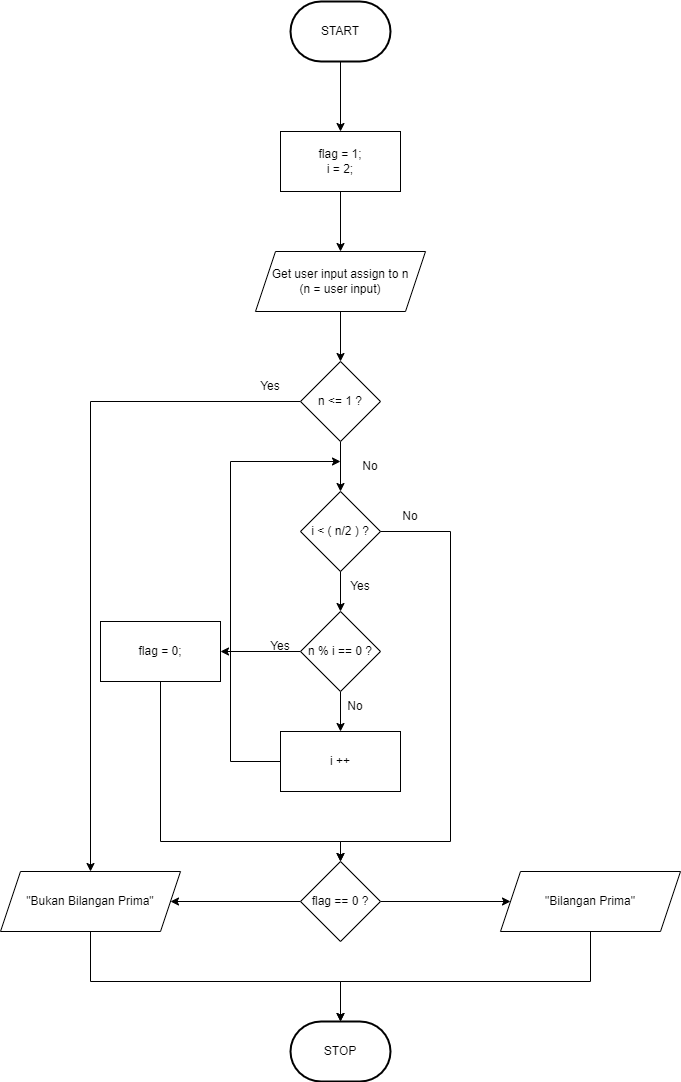 START
flag = 1;
i = 2;
Get user input assign to n
(n = user input)
Yes
n <= 1 ?
No
No
i < ( n/2 ) ?
Yes
flag = 0;
Yes
n % i == 0 ?
No
i ++
"Bukan Bilangan Prima"
flag == 0 ?
"Bilangan Prima"
STOP